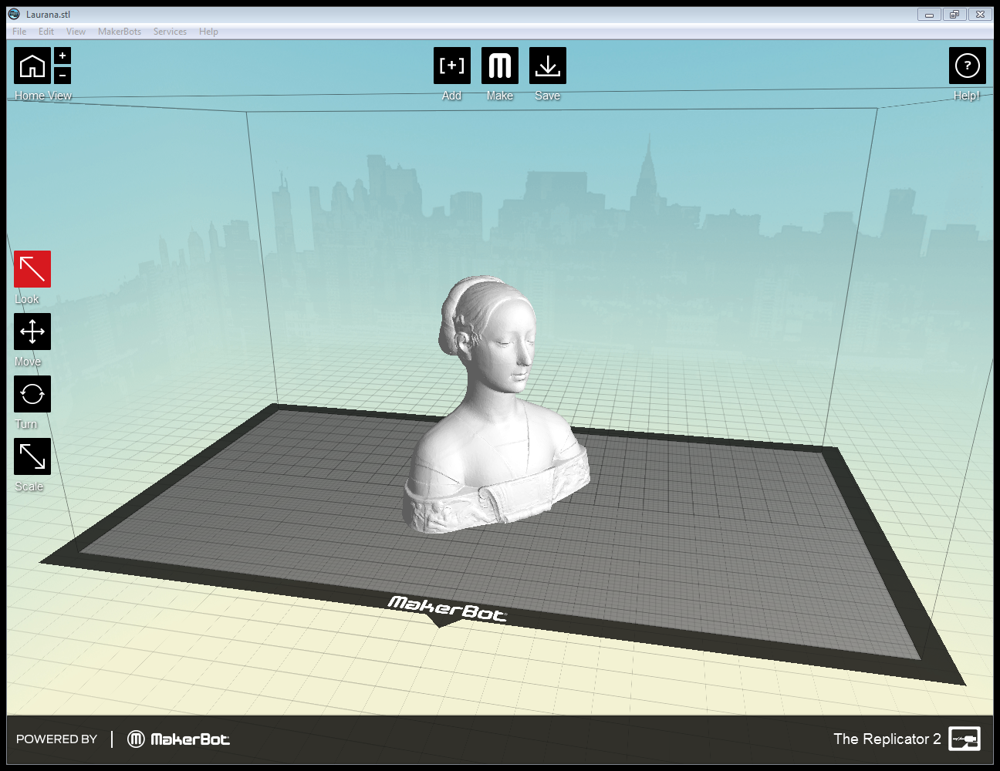 Laurana.stl
File Edit View MakerBots Services Help
+
-
Home View
[+]
Add
M
Make
Save
?
Help!
Look
Move
Turn
Scale
MakerBot
POWERED BY | M MakerBot
The Replicator 2